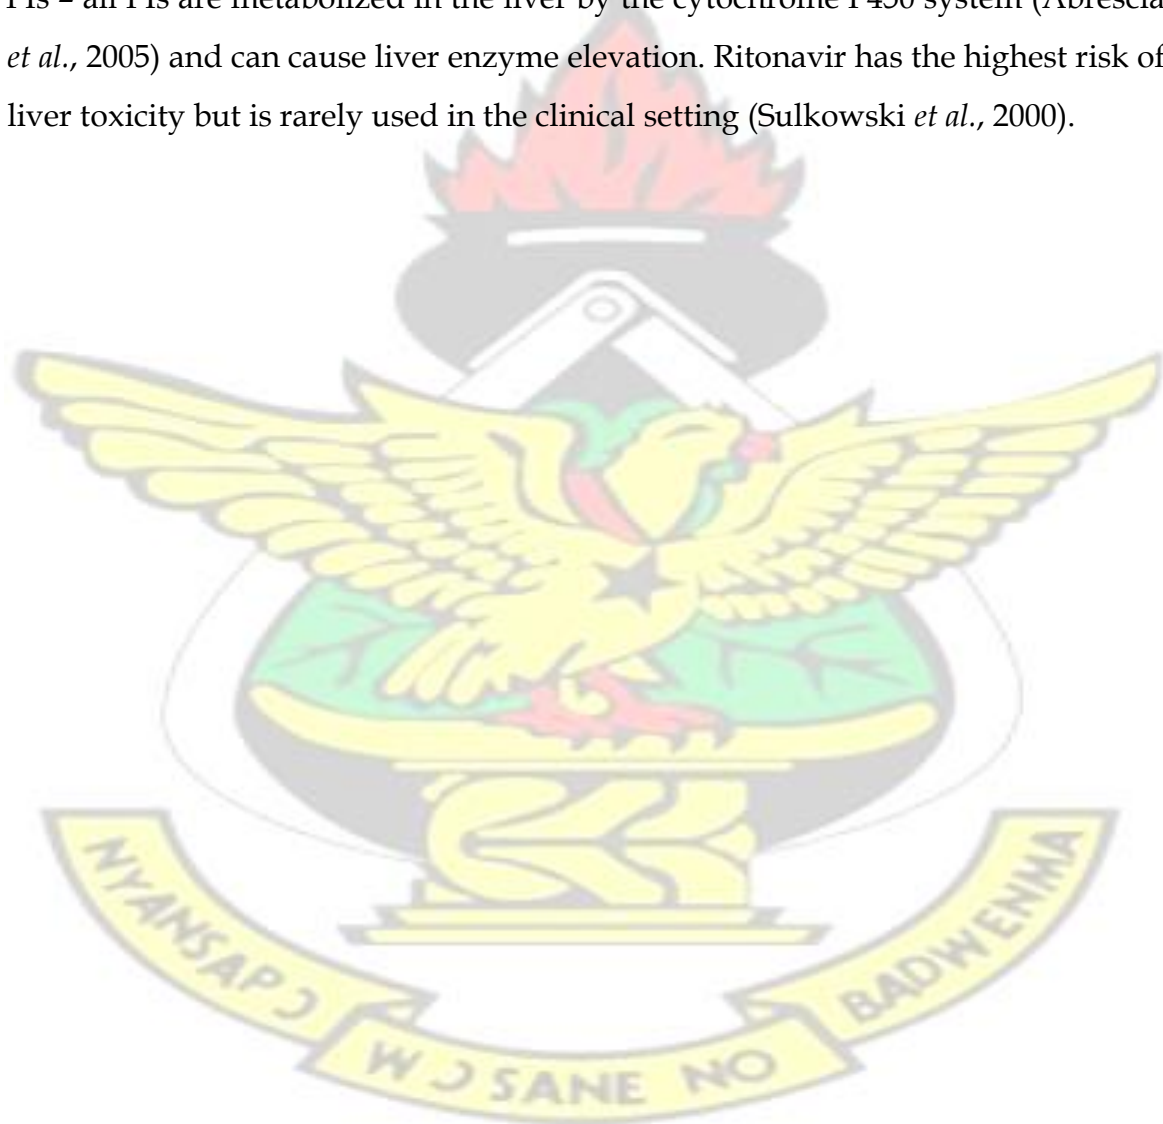 PIs – all PIs are metabolized in the liver by the cytochrome P450 system (Abrescia
et al., 2005) and can cause liver enzyme elevation. Ritonavir has the highest risk of
liver toxicity but is rarely used in the clinical setting (Sulkowski et al., 2000).
NYANSAPƆ
WƆSANE NO
BADWENMA